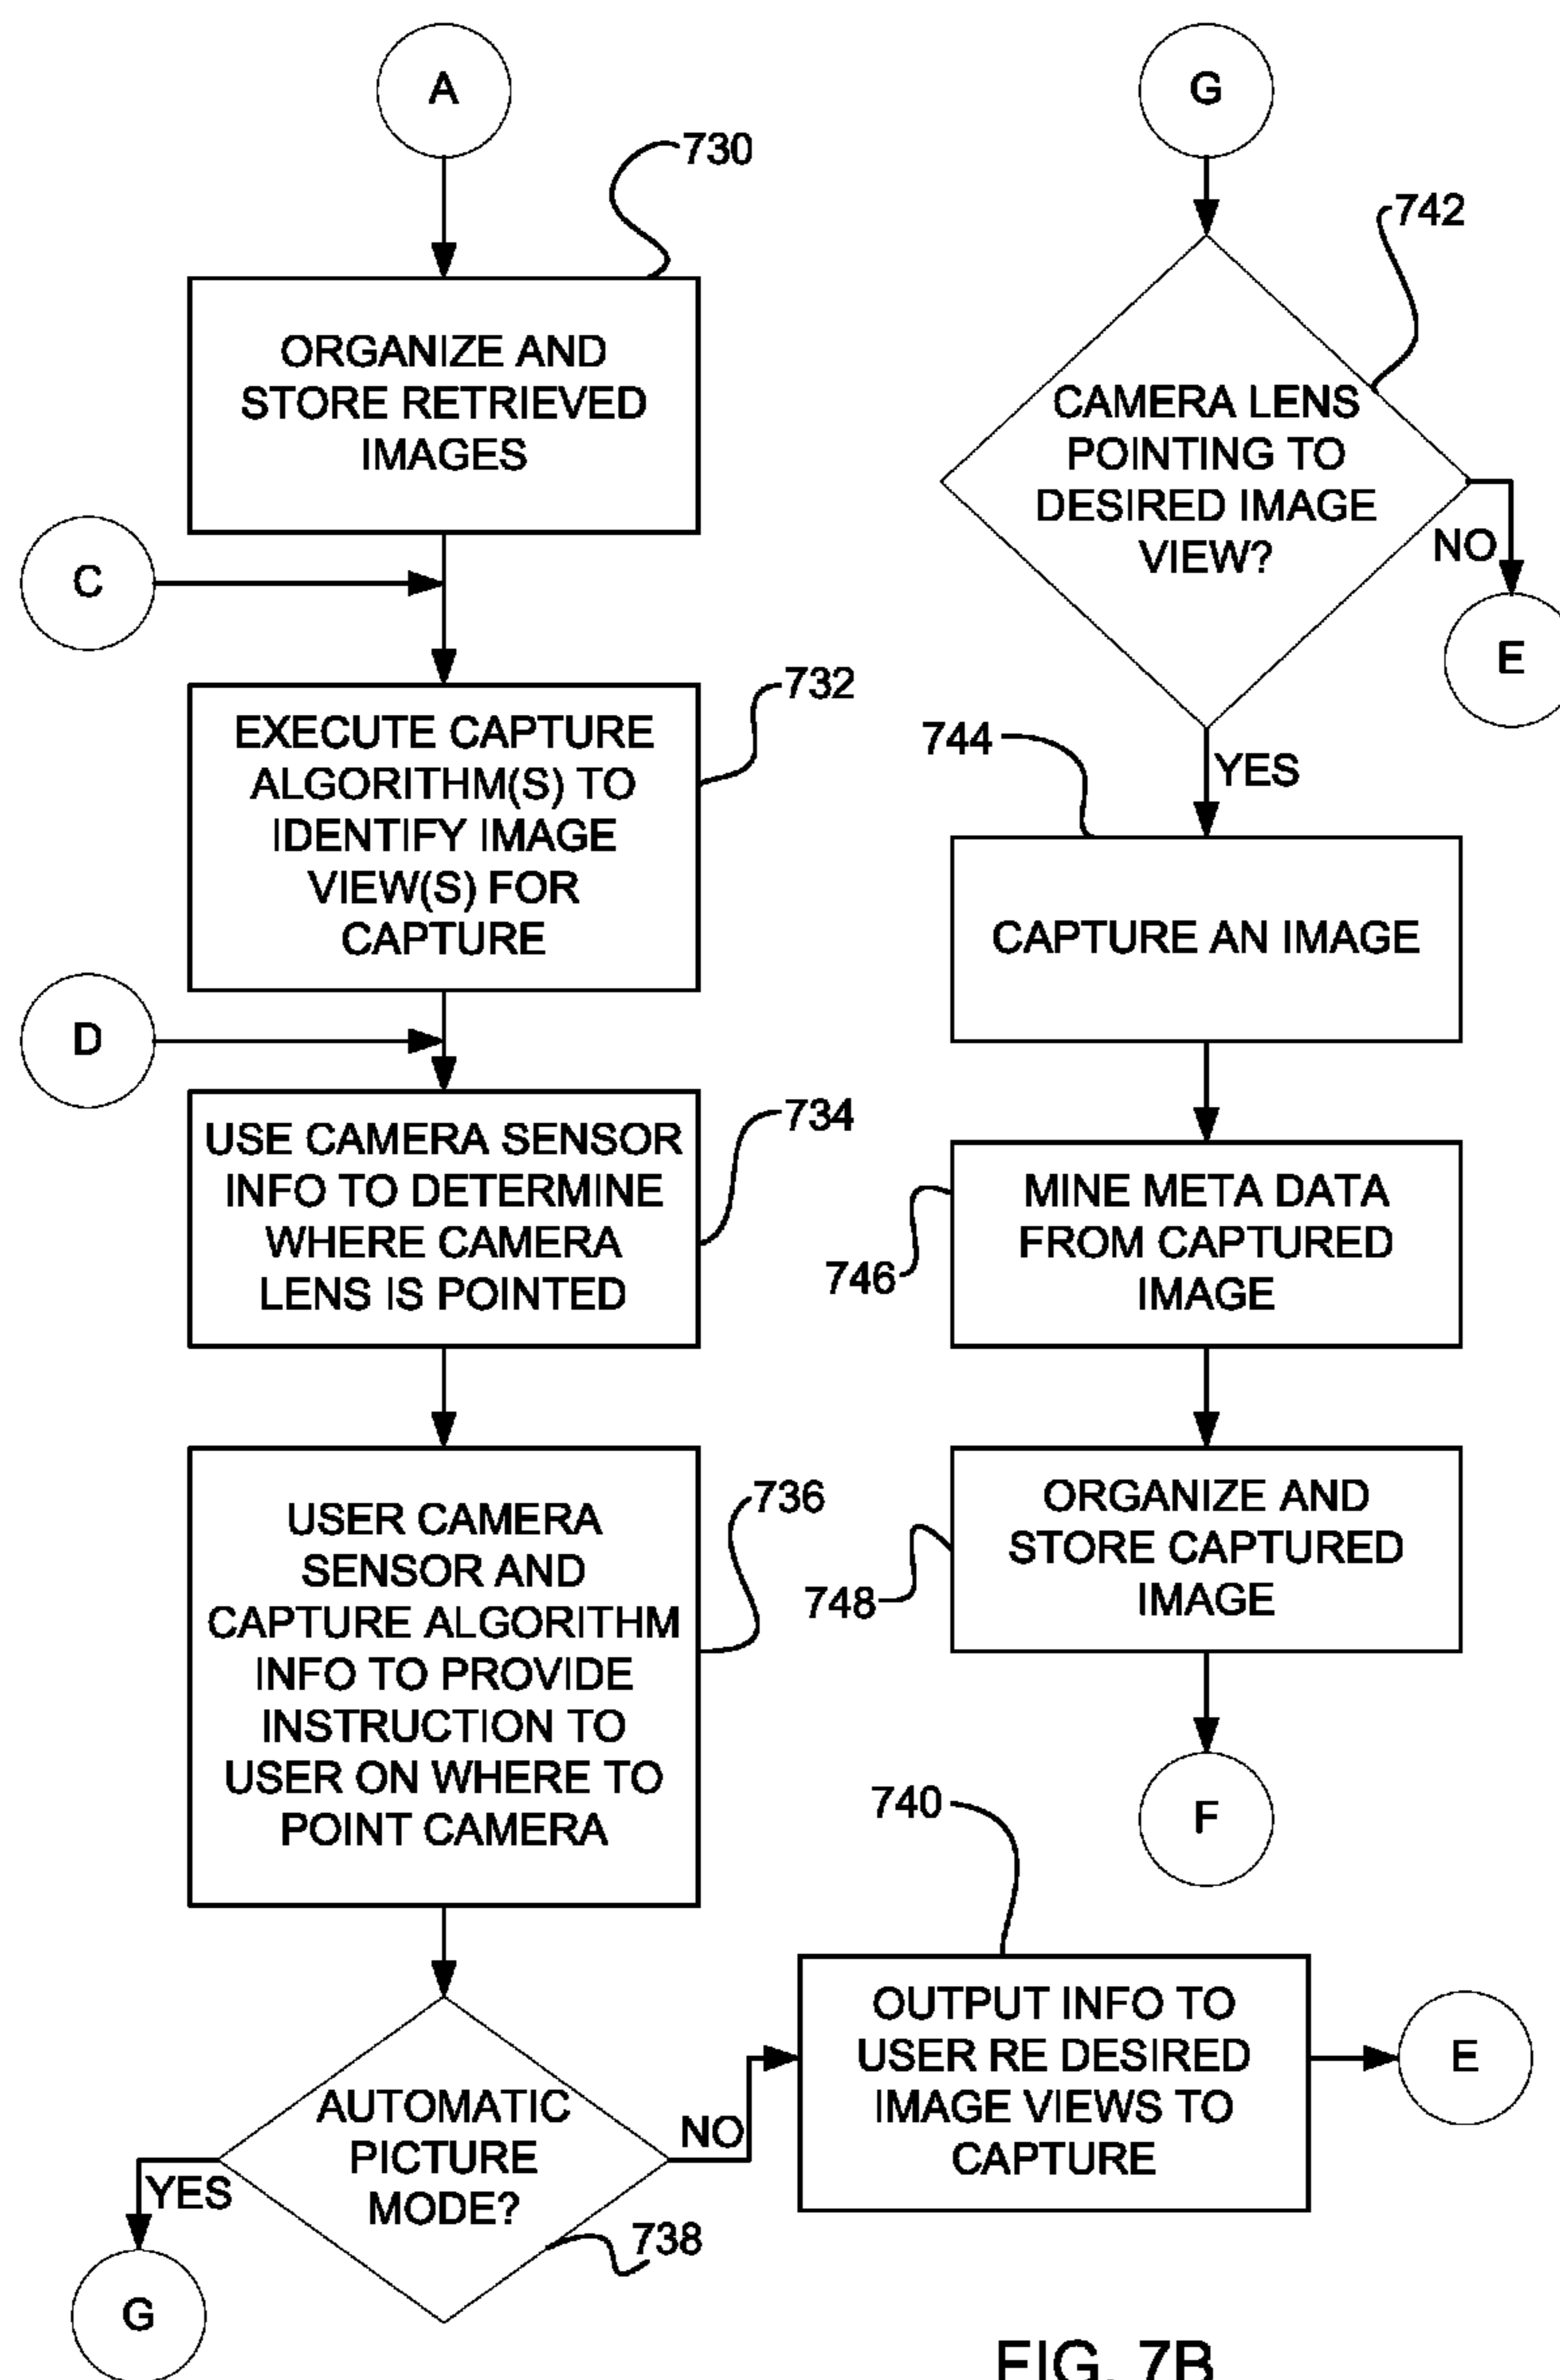 A
730
ORGANIZE AND
STORE RETRIEVED
IMAGES
C
732
EXECUTE CAPTURE
ALGORITHM(S) TO
IDENTIFY IMAGE
VIEW(S) FOR
CAPTURE
D
734
USE CAMERA SENSOR
INFO TO DETERMINE
WHERE CAMERA
LENS IS POINTED
736
USER CAMERA
SENSOR AND
CAPTURE ALGORITHM
INFO TO PROVIDE
INSTRUCTION TO
USER ON WHERE TO
POINT CAMERA
AUTOMATIC
PICTURE
MODE?
738
YES
G
NO
740
OUTPUT INFO TO
USER RE DESIRED
IMAGE VIEWS TO
CAPTURE
E
G
742
CAMERA LENS
POINTING TO
DESIRED IMAGE
VIEW?
NO
E
YES
744
CAPTURE AN IMAGE
746
MINE META DATA
FROM CAPTURED
IMAGE
748
ORGANIZE AND
STORE CAPTURED
IMAGE
F
FIG. 7B